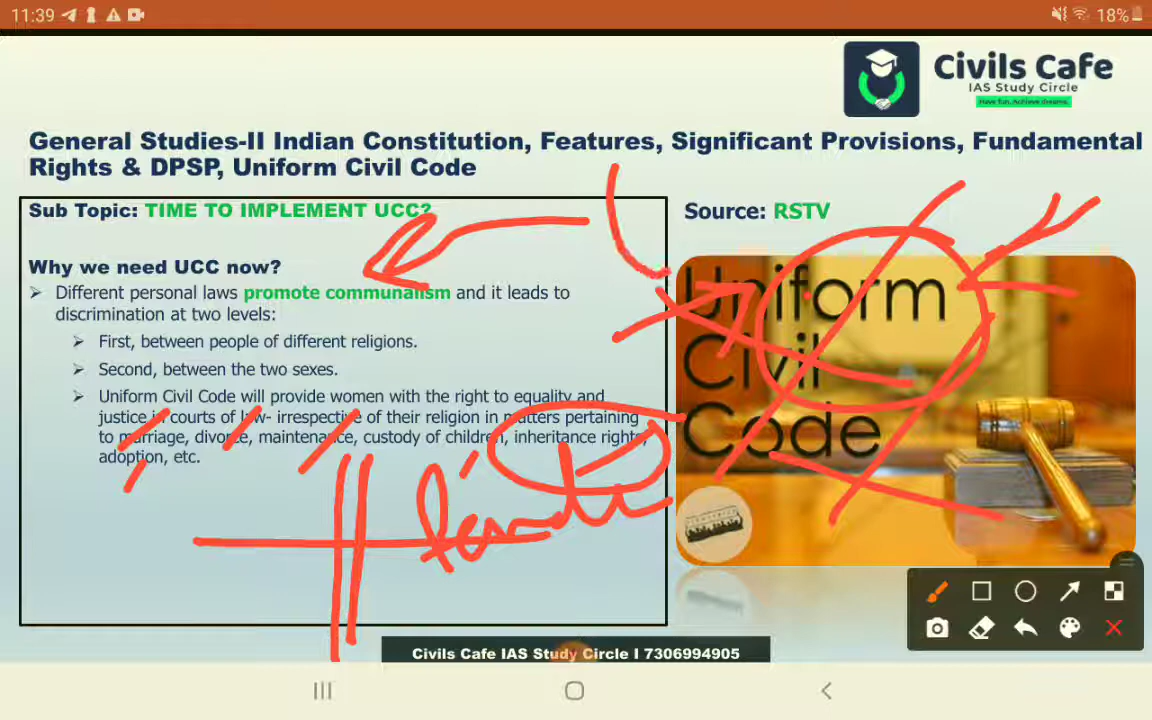 11:39
18%
Civils Cafe
IAS Study Circle
Have fun. Achieve dreams.
General Studies-II Indian Constitution, Features, Significant Provisions, Fundamental
Rights & DPSP, Uniform Civil Code
Sub Topic: TIME TO IMPLEMENT UCC?
Why we need UCC now?
Different personal laws promote communalism and it leads to
discrimination at two levels:
First, between people of different religions.
Second, between the two sexes.
Uniform Civil Code will provide women with the right to equality and
justice in courts of law- irrespective of their religion in matters pertaining
to marriage, divorce, maintenance, custody of children, inheritance rights,
adoption, etc.
Source: RSTV
Uniform
Civil
Code
Civils Cafe IAS Study Circle I 7306994905